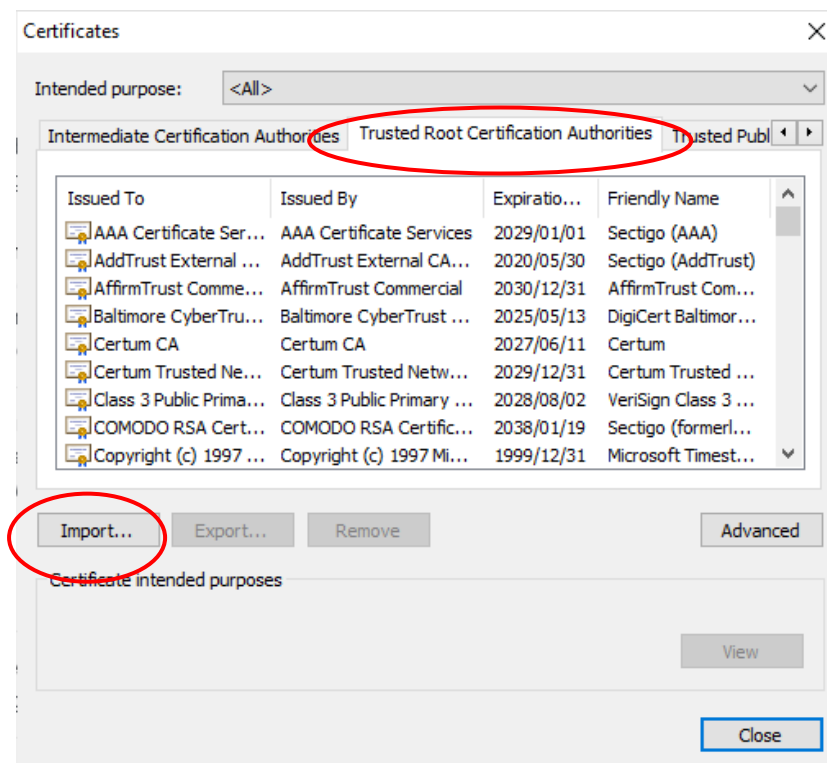 Certificates
Intended purpose: <All>
Intermediate Certification Authorities Trusted Root Certification Authorities Trusted Publ
Issued To Issued By Expiratio... Friendly Name
AAA Certificate Ser... AAA Certificate Services 2029/01/01 Sectigo (AAA)
AddTrust External ... AddTrust External CA... 2020/05/30 Sectigo (AddTrust)
AffirmTrust Comme... AffirmTrust Commercial 2030/12/31 AffirmTrust Com...
Baltimore CyberTru... Baltimore CyberTrust ... 2025/05/13 DigiCert Baltimor...
Certum CA Certum CA 2027/06/11 Certum
Certum Trusted Ne... Certum Trusted Netw... 2029/12/31 Certum Trusted ...
Class 3 Public Prima... Class 3 Public Primary ... 2028/08/02 VeriSign Class 3 ...
COMODO RSA Cert... COMODO RSA Certific... 2038/01/19 Sectigo (formerl...
Copyright (c) 1997 ... Copyright (c) 1997 Mi... 1999/12/31 Microsoft Timest...
Import... Export... Remove Advanced
Certificate intended purposes
View
Close